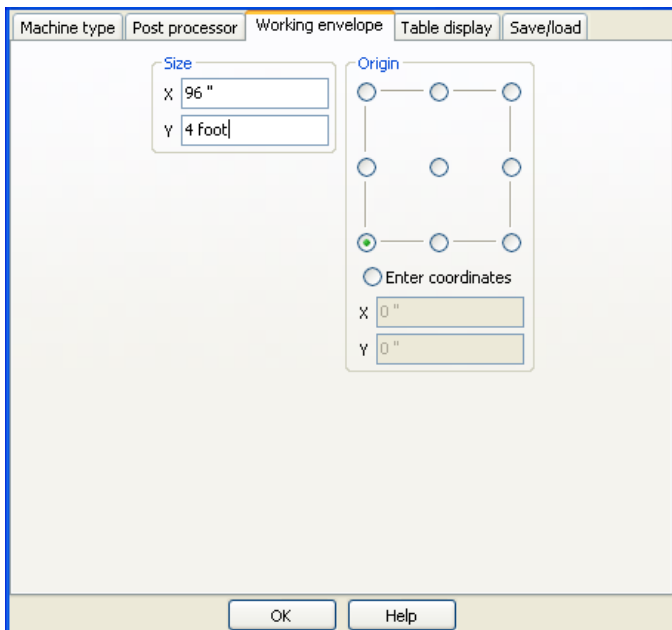 Machine type Post processor Working envelope Table display Save/load
Size
X 96 "
Y 4 foot
Origin
Enter coordinates
X 0 "
Y 0 "
OK Help